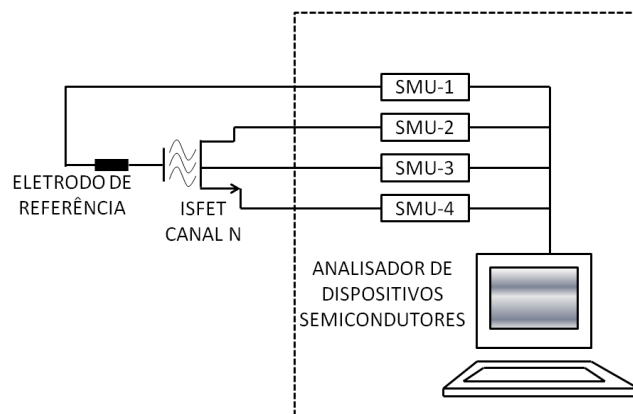 SMU-1
SMU-2
SMU-3
SMU-4
ELETRODO DE
REFERÊNCIA
ISFET
CANAL N
ANALISADOR DE
DISPOSITIVOS
SEMICONDUTORES